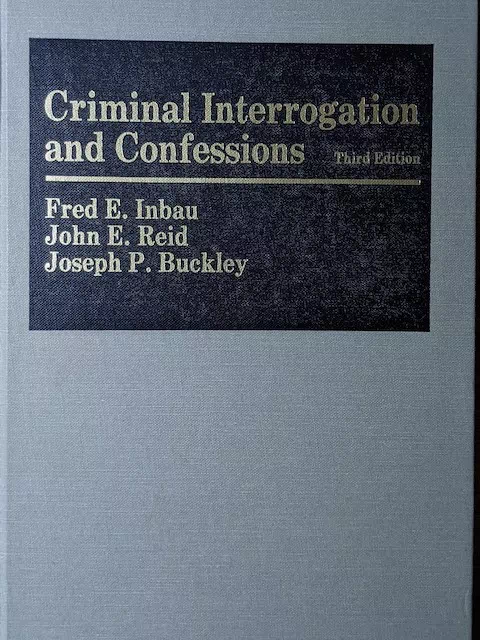 Criminal Interrogation
and Confessions Third Edition
Fred E. Inbau
John E. Reid
Joseph P. Buckley